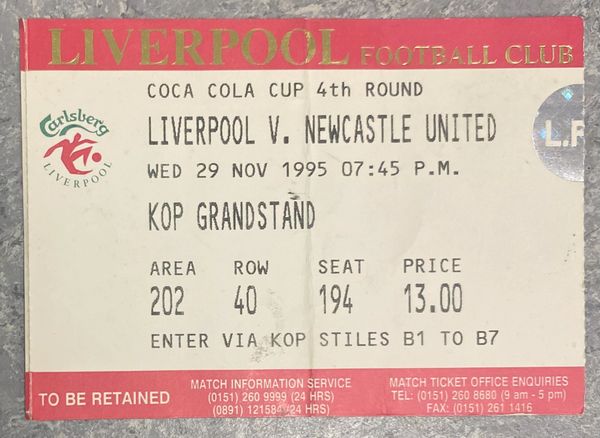 LIVERPOOL FOOTBALL CLUB
COCA COLA CUP 4th ROUND
LIVERPOOL V. NEWCASTLE UNITED
WED 29 NOV 1995 07:45 P.M.
KOP GRANDSTAND
Carlsberg
LIVERPOOL
L.F
AREA ROW SEAT PRICE
202 40 194 13.00
ENTER VIA KOP STILES B1 TO B7
TO BE RETAINED
MATCH INFORMATION SERVICE
(0151) 260 9999 (24 HRS)
(0891) 121584 (24 HRS)
MATCH TICKET OFFICE ENQUIRIES
TEL: (0151) 260 8680 (9 am - 5 pm)
FAX: (0151) 261 1416